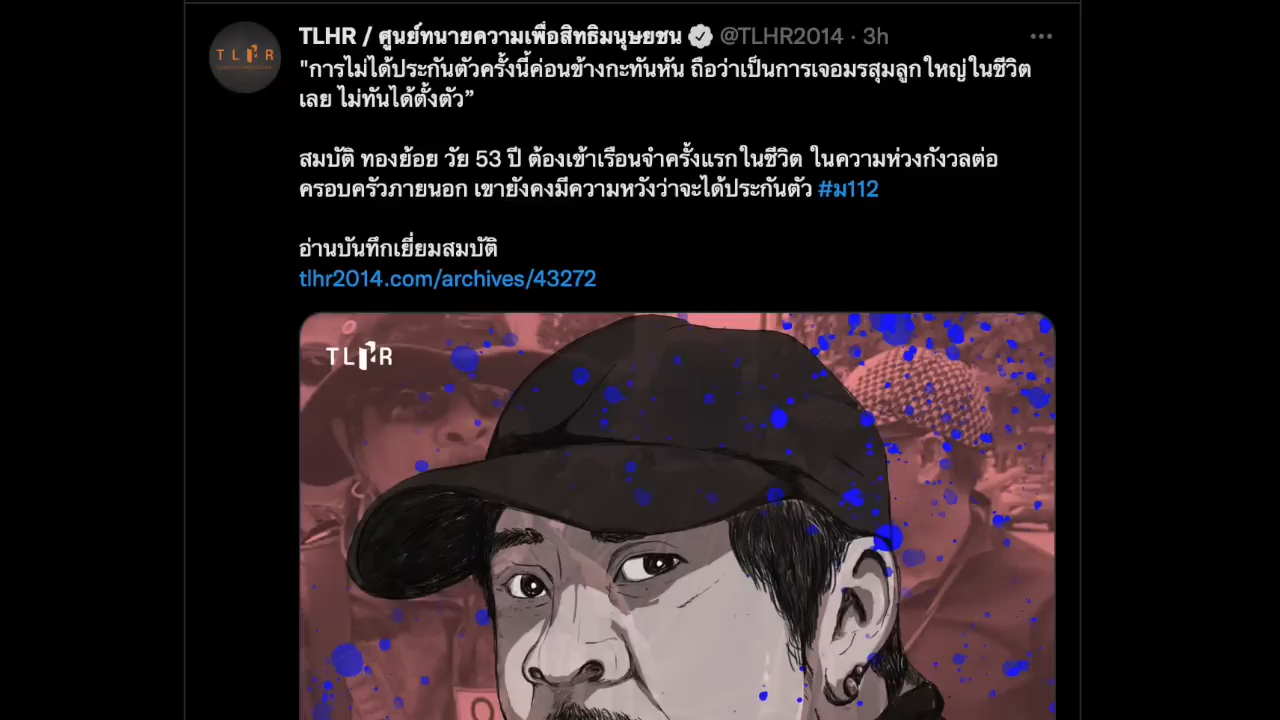 TLHR / ศูนย์ทนายความเพื่อสิทธิมนุษยชน @TLHR2014 · 3h
"การไม่ได้ประกันตัวครั้งนี้ค่อนข้างกะทันหัน ถือว่าเป็นการเจอมรสุมลูกใหญ่ในชีวิต
เลย ไม่ทันได้ตั้งตัว”
สมบัติ ทองย้อย วัย 53 ปี ต้องเข้าเรือนจำครั้งแรกในชีวิต ในความห่วงกังวลต่อ
ครอบครัวภายนอก เขายังคงมีความหวังว่าจะได้ประกันตัว #ม112
อ่านบันทึกเยี่ยมสมบัติ
tlhr2014.com/archives/43272
TLHR
TLHR